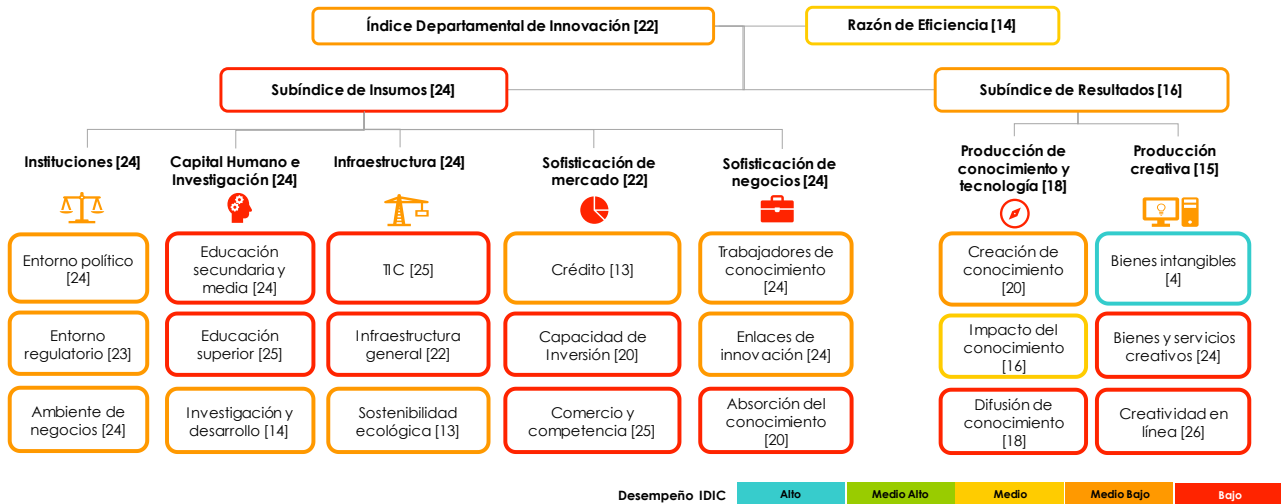 Índice Departamental de Innovación [22]
Razón de Eficiencia [14]
Subíndice de Insumos [24]
Subíndice de Resultados [16]
Instituciones [24]
Capital Humano e
Investigación [24]
Infraestructura [24]
Sofisticación de
mercado [22]
Sofisticación de
negocios [24]
Producción de
conocimiento y
tecnología [18]
Producción
creativa [15]
Entorno político
[24]
Educación
secundaria y
media [24]
TIC [25]
Crédito [13]
Trabajadores de
conocimiento
[24]
Creación de
conocimiento
[20]
Bienes intangibles
[4]
Entorno
regulatorio [23]
Educación
superior [25]
Infraestructura
general [22]
Capacidad de
Inversión [20]
Enlaces de
innovación [24]
Impacto del
conocimiento
[16]
Bienes y servicios
creativos [24]
Ambiente de
negocios [24]
Investigación y
desarrollo [14]
Sostenibilidad
ecológica [13]
Comercio y
competencia [25]
Absorción del
conocimiento
[20]
Difusión de
conocimiento
[18]
Creatividad en
línea [26]
Desempeño IDIC
Alto
Medio Alto
Medio
Medio Bajo
Bajo